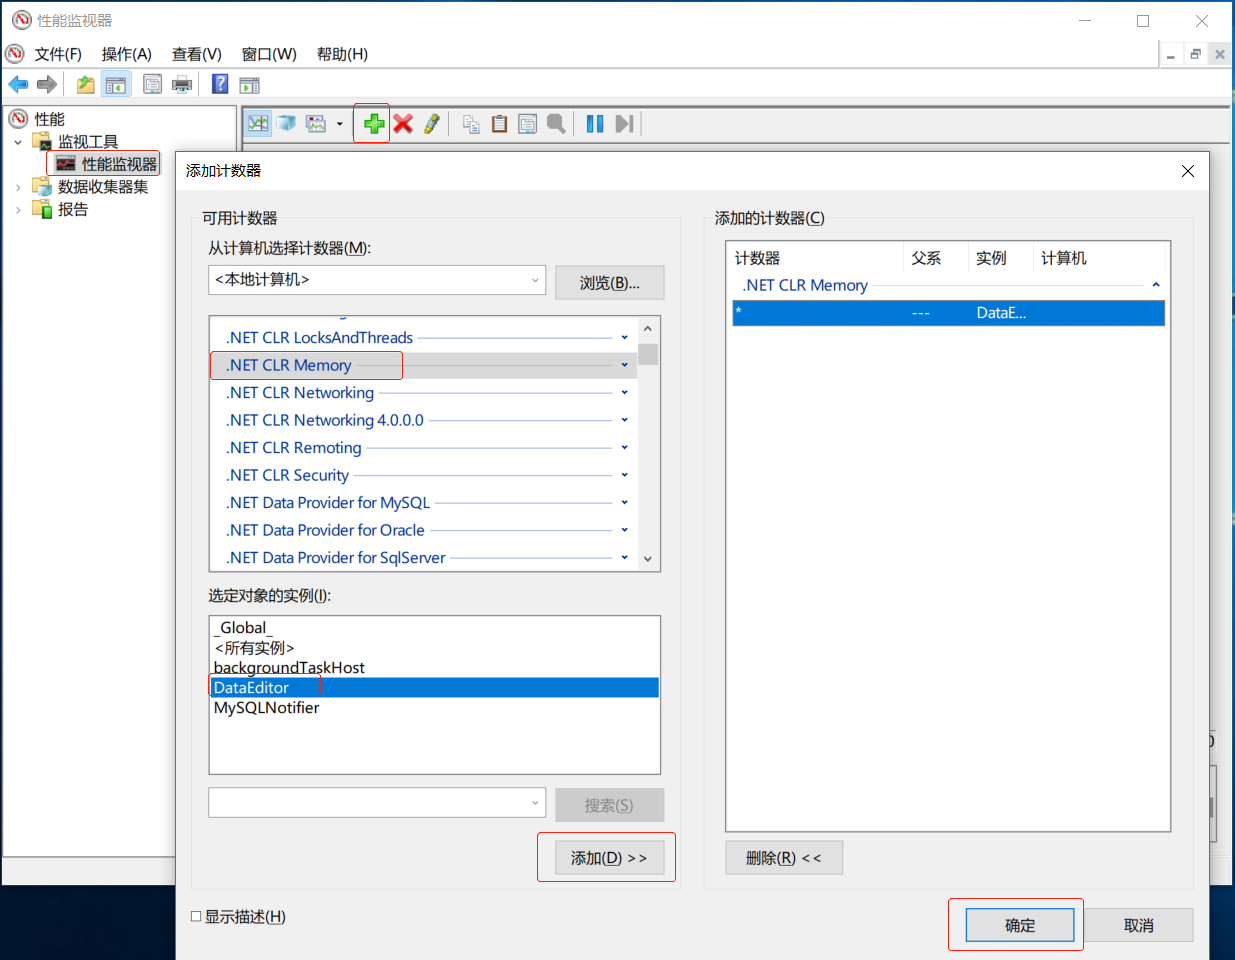 性能监视器
文件(F) 操作(A) 查看(V) 窗口(W) 帮助(H)
性能
监视工具
性能监视器
数据收集器集
报告
添加计数器
可用计数器
从计算机选择计数器(M):
<本地计算机>
浏览(B)...
.NET CLR LocksAndThreads
.NET CLR Memory
.NET CLR Networking
.NET CLR Networking 4.0.0.0
.NET CLR Remoting
.NET CLR Security
.NET Data Provider for MySQL
.NET Data Provider for Oracle
.NET Data Provider for SqlServer
选定对象的实例(I):
_Global_
<所有实例>
backgroundTaskHost
DataEditor
MySQLNotifier
搜索(S)
添加(D) >>
显示描述(H)
添加的计数器(C)
计数器 父系 实例 计算机
.NET CLR Memory
* --- DataE...
删除(R) <<
确定
取消